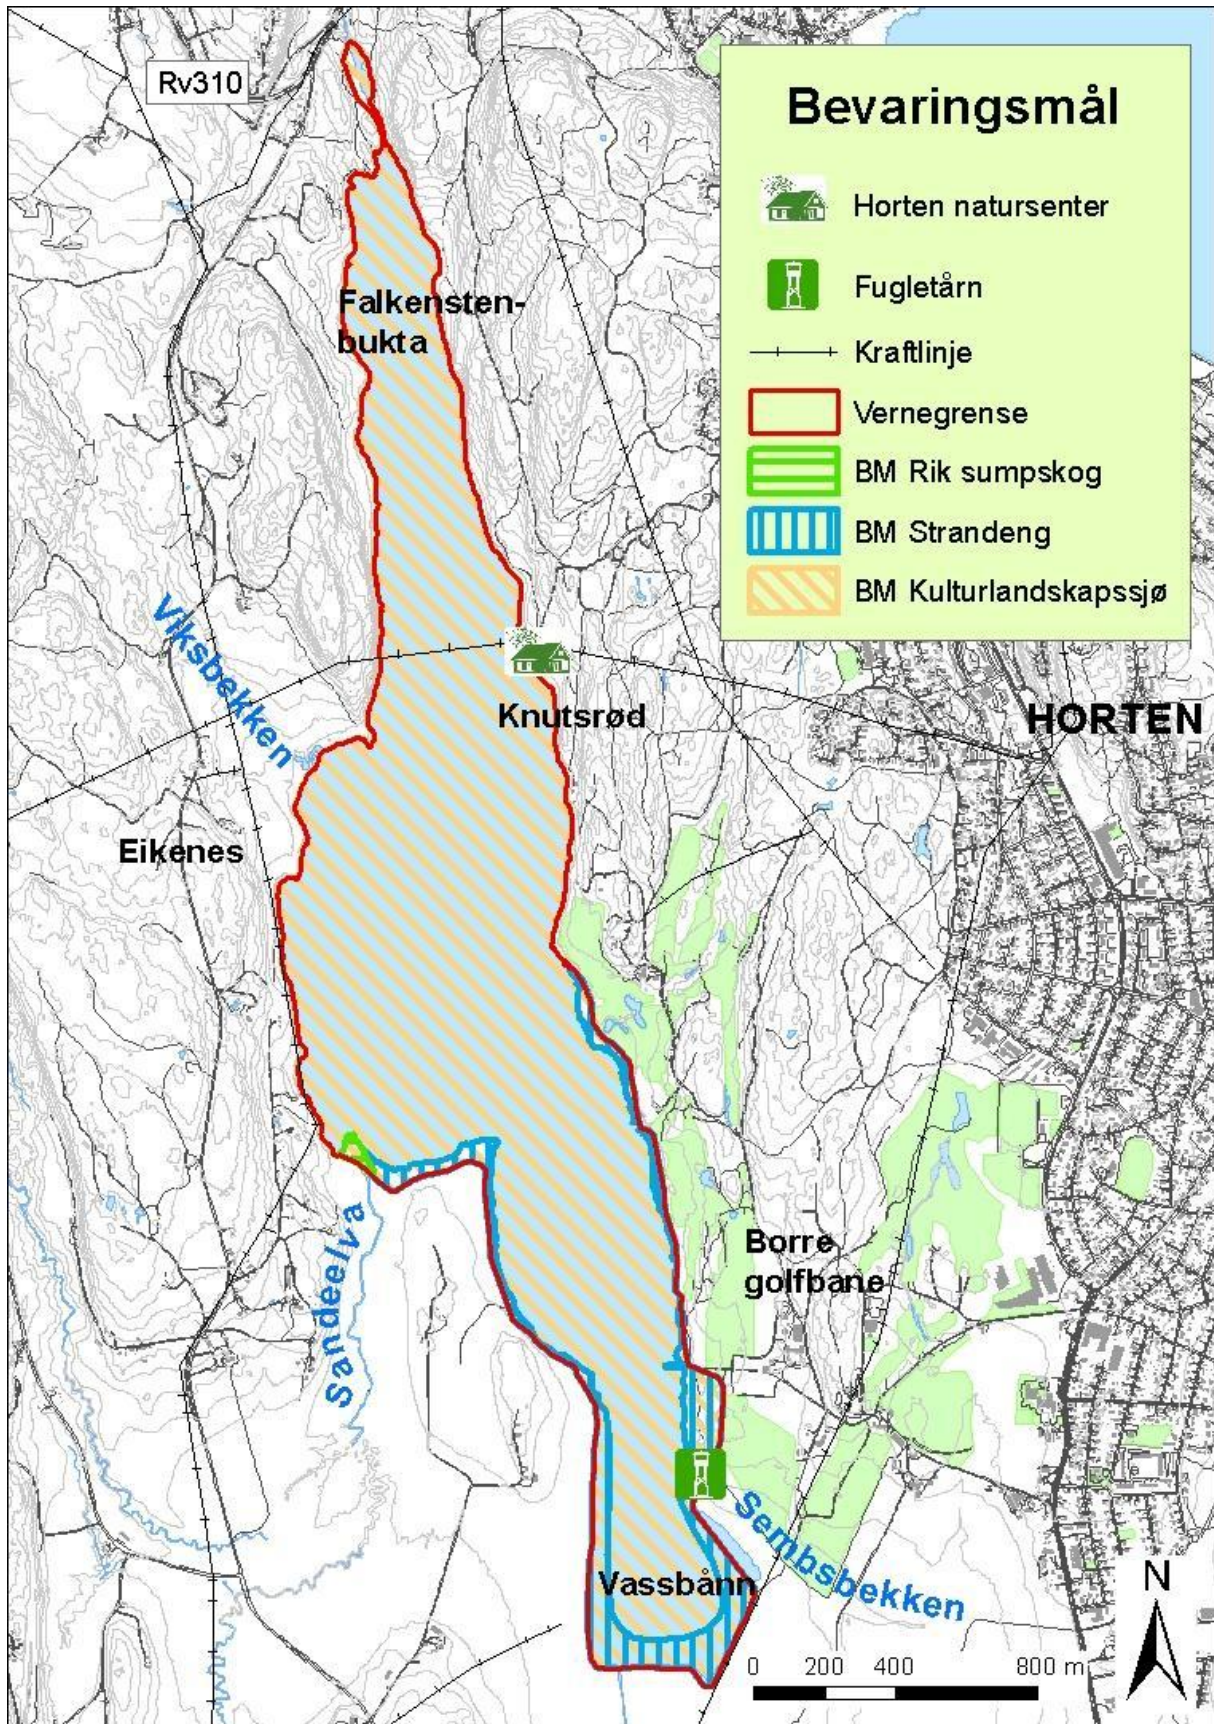 Rv310
Bevaringsmål
Horten natursenter
Fugletårn
Kraftlinje
Vernegrense
BM Rik sumpskog
BM Strandeng
BM Kulturlandskapssjø
Falkensten-
bukta
Viksbekken
Knutsrød
HORTEN
Eikenes
Sandeelva
Borre
golfbane
Sembsbekken
Vassbånn
N
0 200 400 800 m